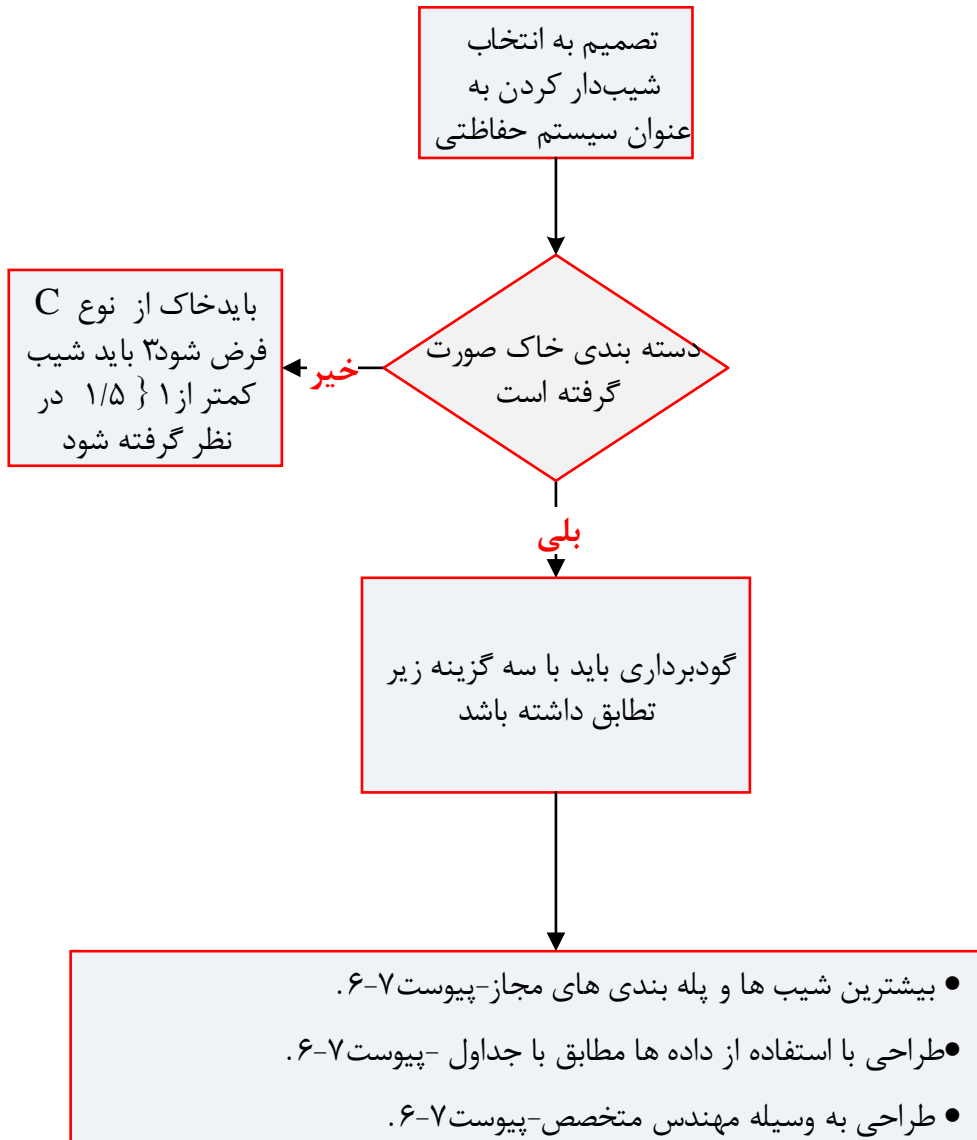 تصمیم به انتخاب
شیب‌دار کردن به
عنوان سیستم حفاظتی
دسته بندی خاک صورت
گرفته است
خیر
بایدخاک از نوع C
فرض شود۳ باید شیب
کمتر از۱ { ۱/۵ در
نظر گرفته شود
بلی
گودبرداری باید با سه گزینه زیر
تطابق داشته باشد
• بیشترین شیب ها و پله بندی های مجاز-پیوست۷-۶.
•طراحی با استفاده از داده ها مطابق با جداول -پیوست۷-۶.
• طراحی به وسیله مهندس متخصص-پیوست۷-۶.